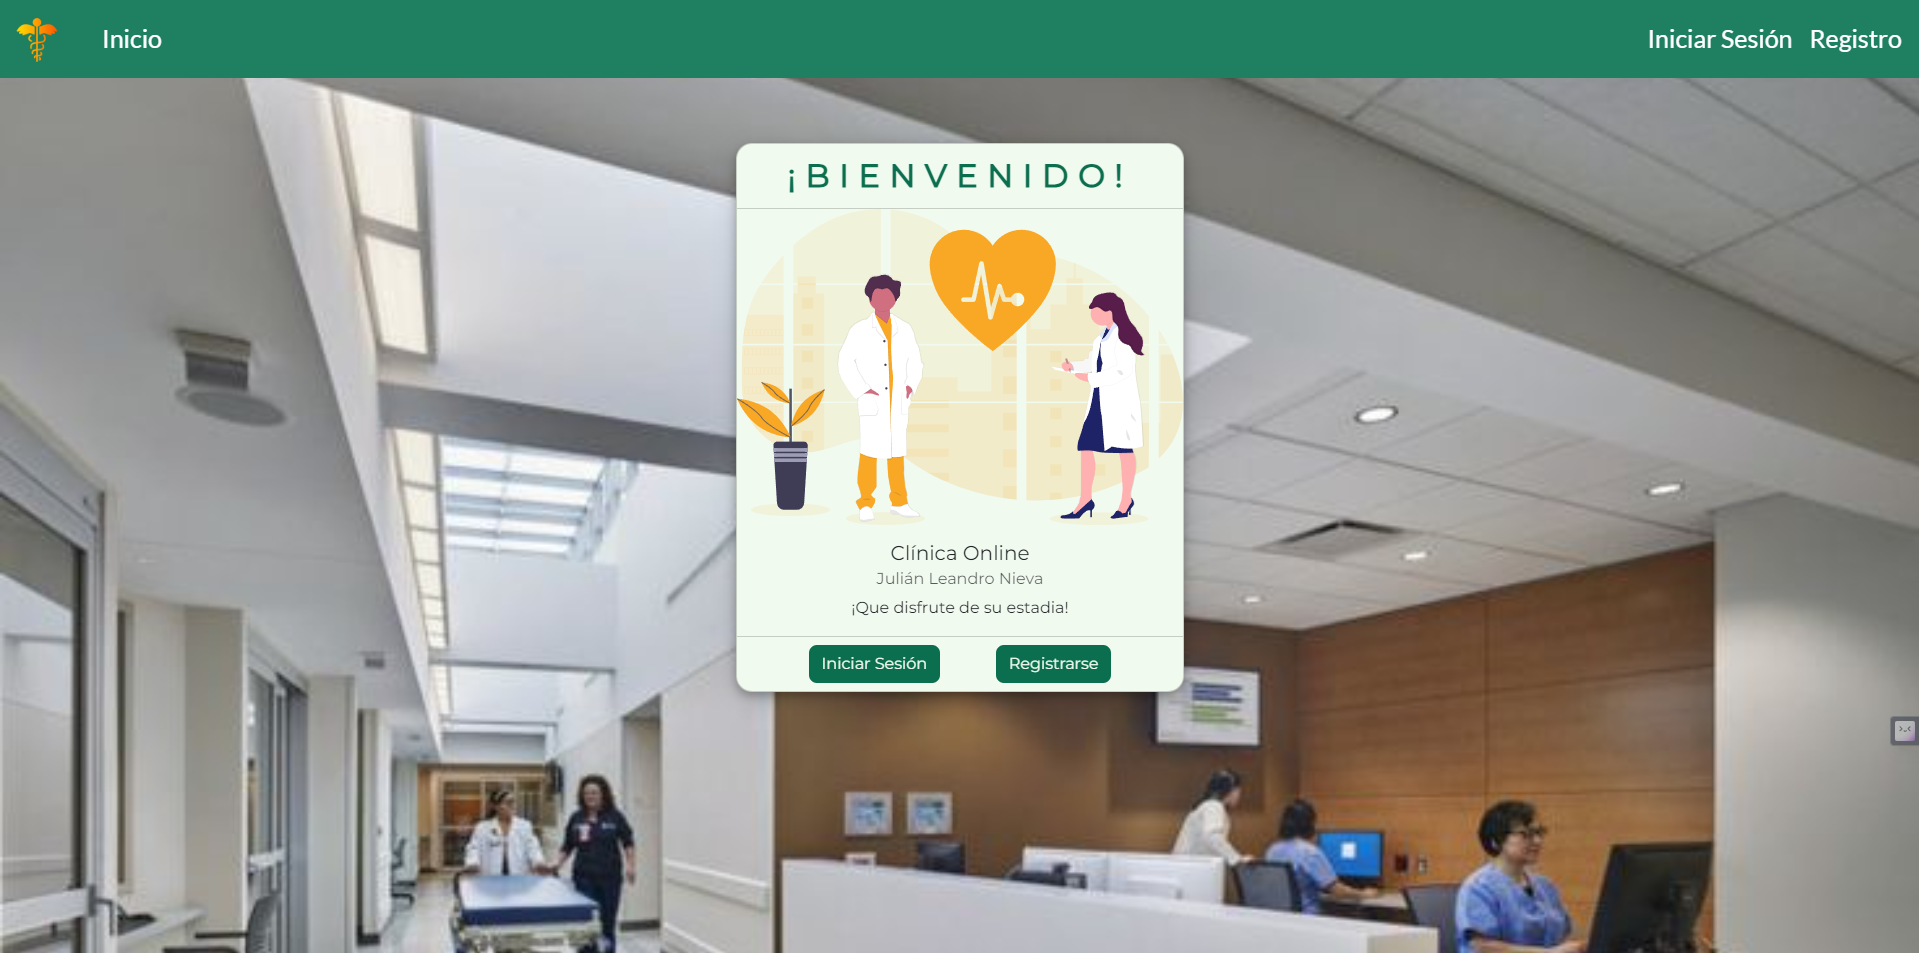 Inicio
Iniciar Sesión
Registro
¡BIENVENIDO!
Clínica Online
Julián Leandro Nieva
¡Que disfrute de su estadia!
Iniciar Sesión
Registrarse